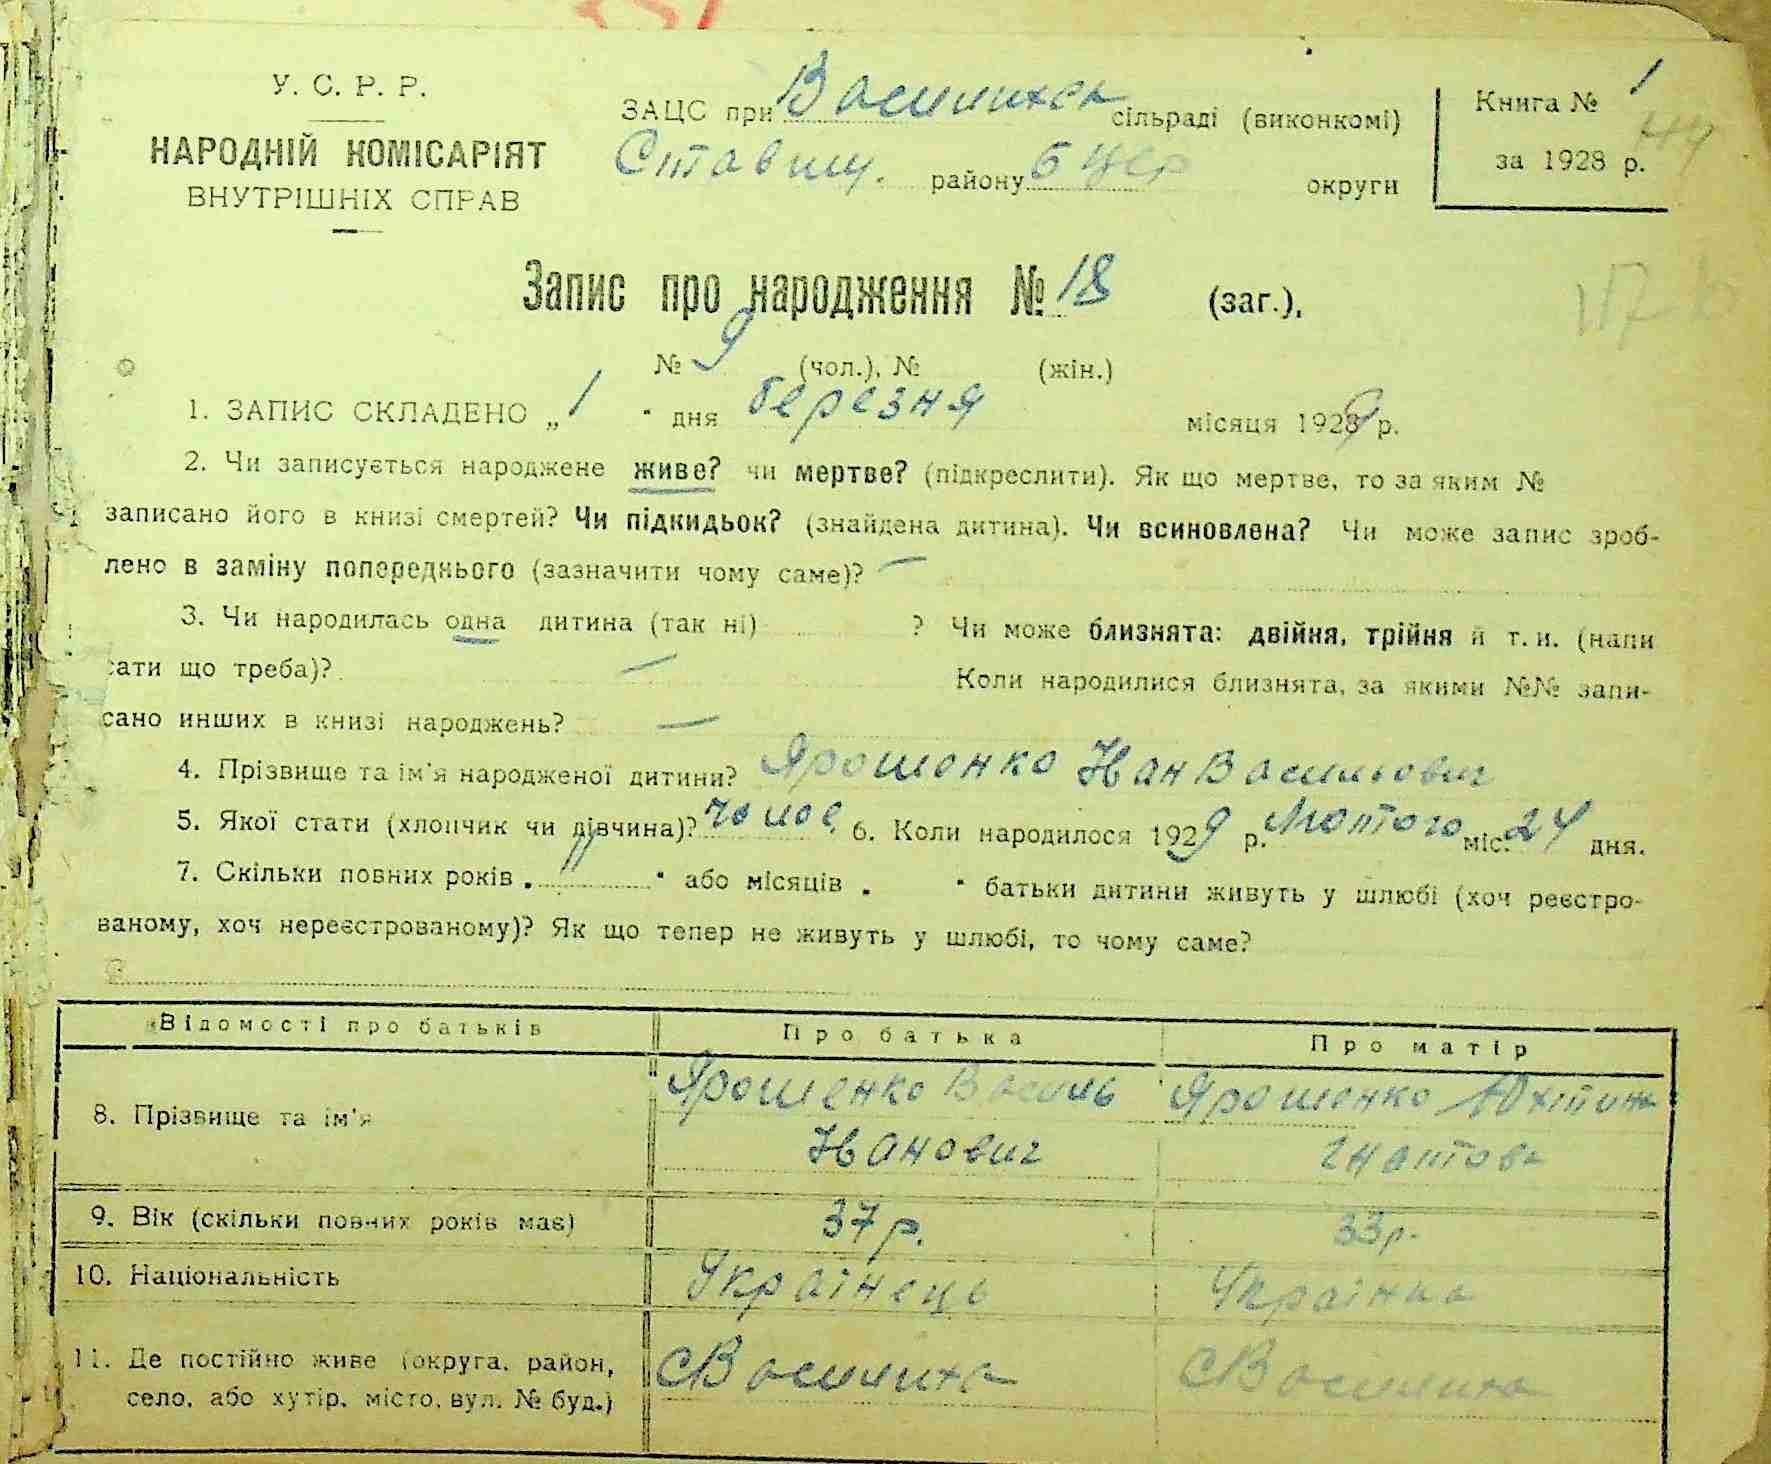 У. С. Р. Р.
НАРОДНІЙ КОМІСАРІЯТ
ВНУТРІШНІХ СПРАВ
ЗАЦС при Василиха сільраді (виконкомі)
Ставищ. району Б Цер округи
Книга № 1
за 1928 р.
Запис про народження № 18 (заг.),
№ 9 (чол.), № (жін.)
1. ЗАПИС СКЛАДЕНО „ 1 " дня березня місяця 1929 р.
2. Чи записується народжене живе? чи мертве? (підкреслити). Як що мертве, то за яким №
записано його в книзі смертей? Чи підкидьок? (знайдена дитина). Чи всиновлена? Чи може запис зроб-
лено в заміну попереднього (зазначити чому саме)? —
3. Чи народилась одна дитина (так ні) ? Чи може близнята: двійня, трійня й т. и. (напи
сати що треба)? — Коли народилися близнята, за якими №№ запи-
сано инших в книзі народжень? —
4. Прізвище та ім'я народженої дитини? Ярошенко Іван Васильович
5. Якої стати (хлопчик чи дівчина)? чолов. 6. Коли народилося 1929 р. Лютого міс. 24 дня.
7. Скільки повних років „ 11 " або місяців „ " батьки дитини живуть у шлюбі (хоч реєстро-
ваному, хоч нереєстрованому)? Як що тепер не живуть у шлюбі, то чому саме?
Відомості про батьків Про батька Про матір
8. Прізвище та ім'я Ярошенко Василь Ярошенко Юхтина
Іванович Гнатова
9. Вік (скільки повних років має) 37 р. 33 р.
10. Національність Українець Українка
11. Де постійно живе (округа, район, с Василиха с Василиха
село, або хутір, місто, вул. № буд.)